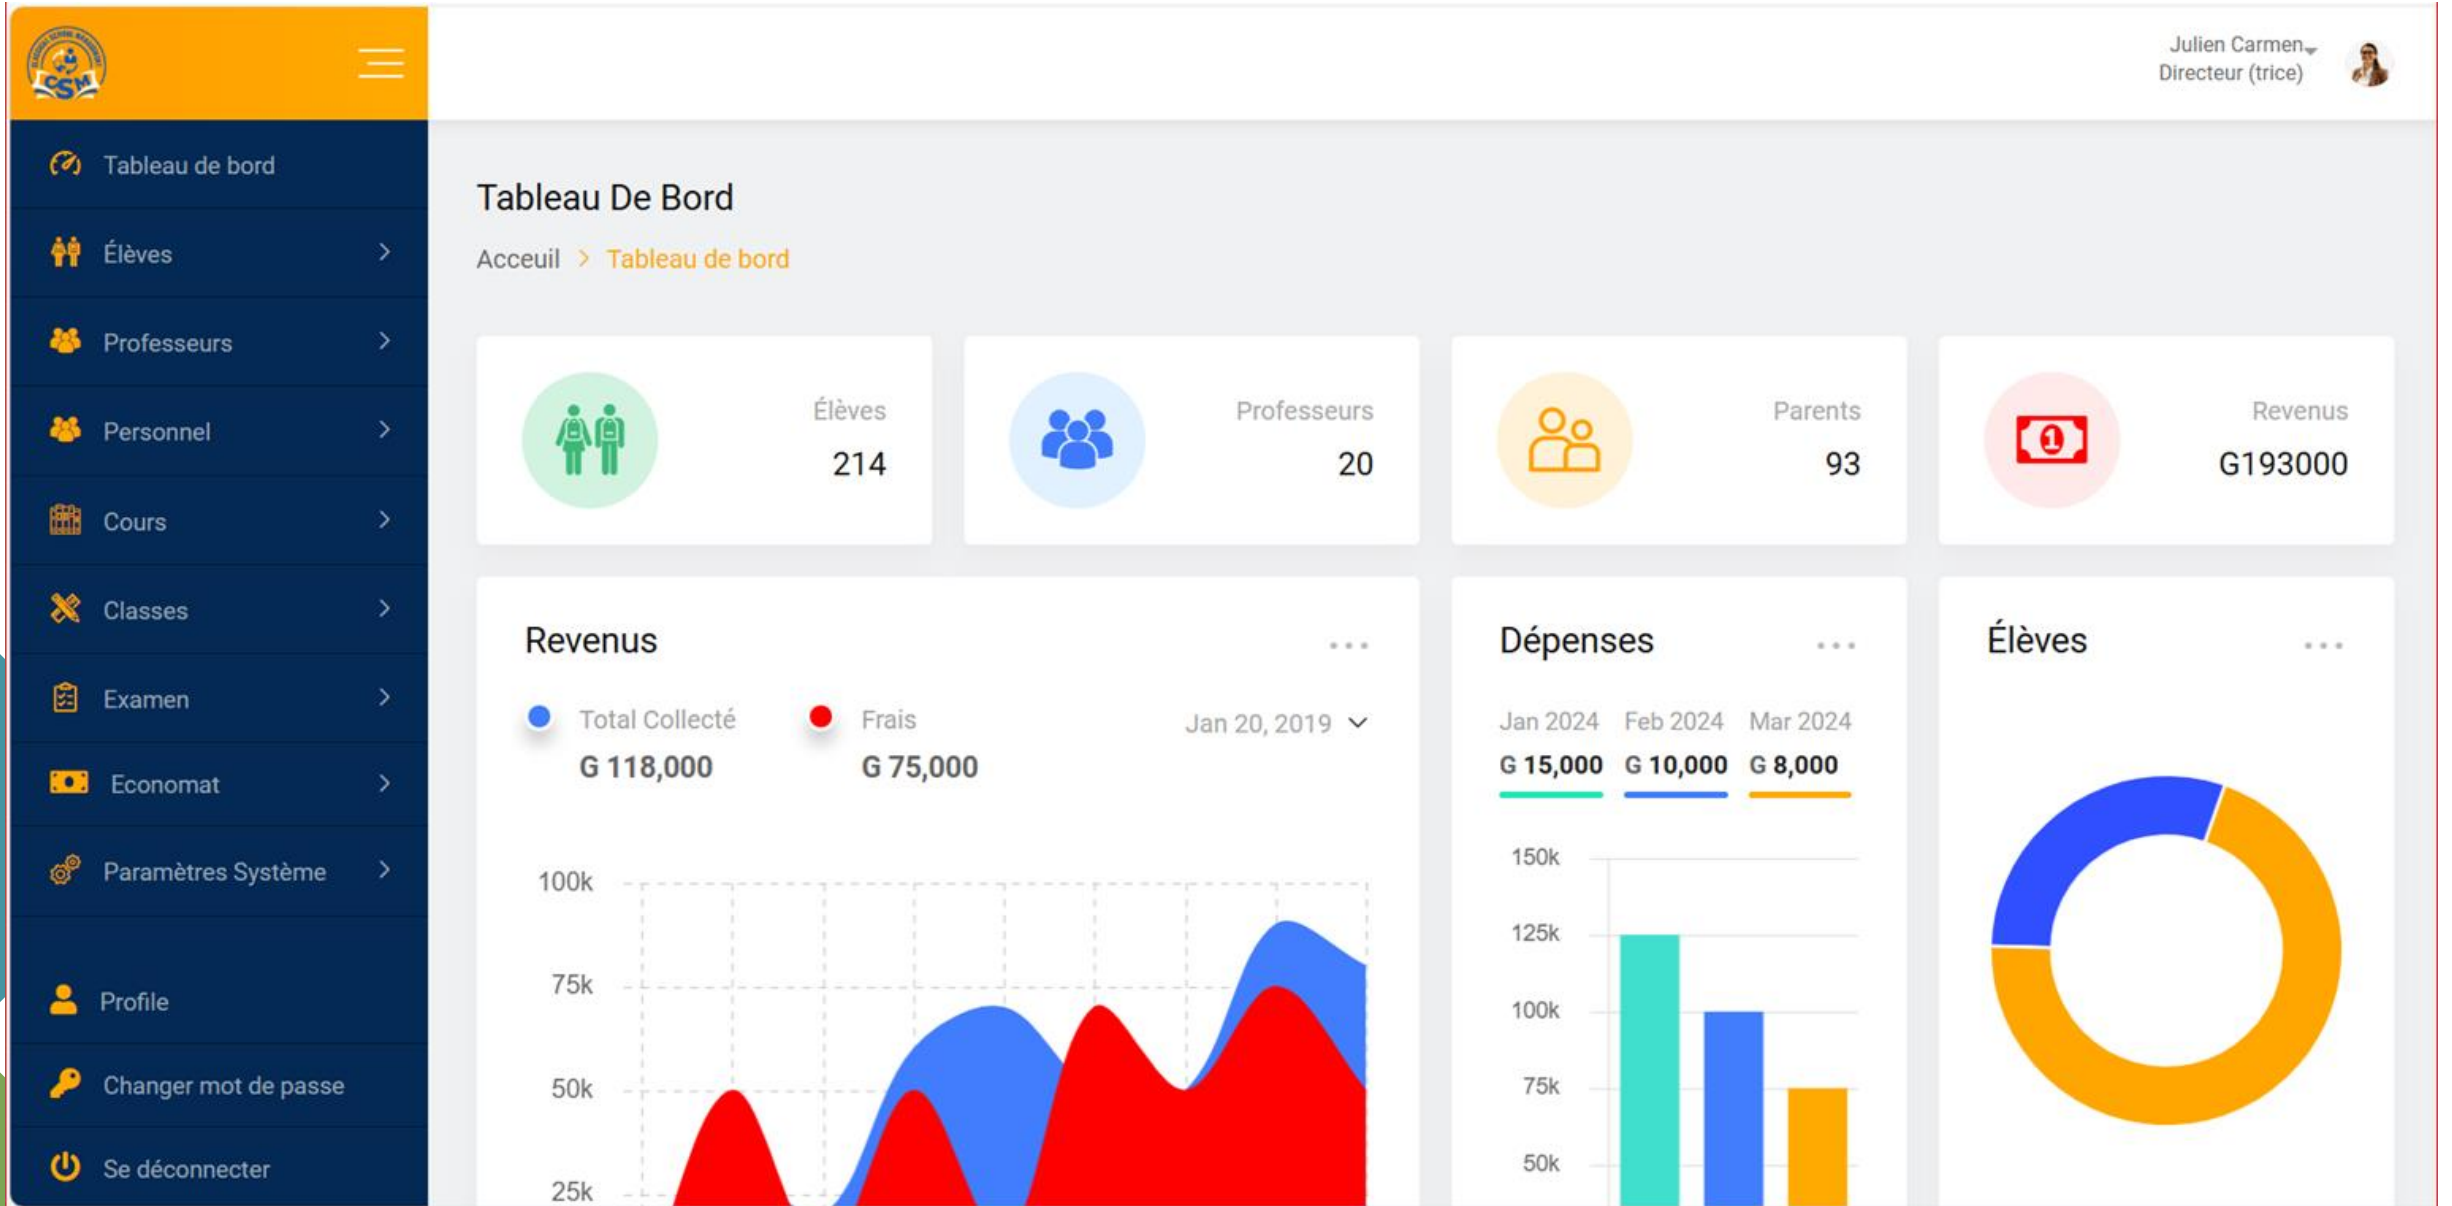 CSM
Julien Carmen
Directeur (trice)
Tableau de bord
Élèves
Professeurs
Personnel
Cours
Classes
Examen
Economat
Paramètres Système
Profile
Changer mot de passe
Se déconnecter
Tableau De Bord
Acceuil > Tableau de bord
Élèves
214
Professeurs
20
Parents
93
Revenus
G193000
Revenus
Total Collecté
G 118,000
Frais
G 75,000
Jan 20, 2019
100k
75k
50k
25k
Dépenses
Jan 2024 Feb 2024 Mar 2024
G 15,000 G 10,000 G 8,000
150k
125k
100k
75k
50k
Élèves